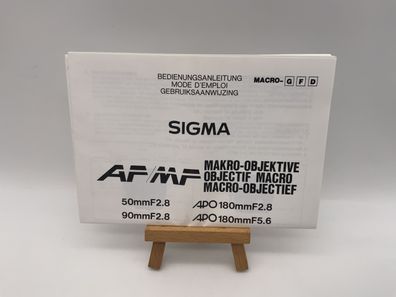 BEDIENUNGSANLEITUNG
MODE D'EMPLOI
GEBRUIKSAANWIJZING
MACRO-GFD
SIGMA
AF/MF
MAKRO-OBJEKTIVE
OBJECTIF MACRO
MACRO-OBJECTIEF
50mmF2.8 APO 180mmF2.8
90mmF2.8 APO 180mmF5.6